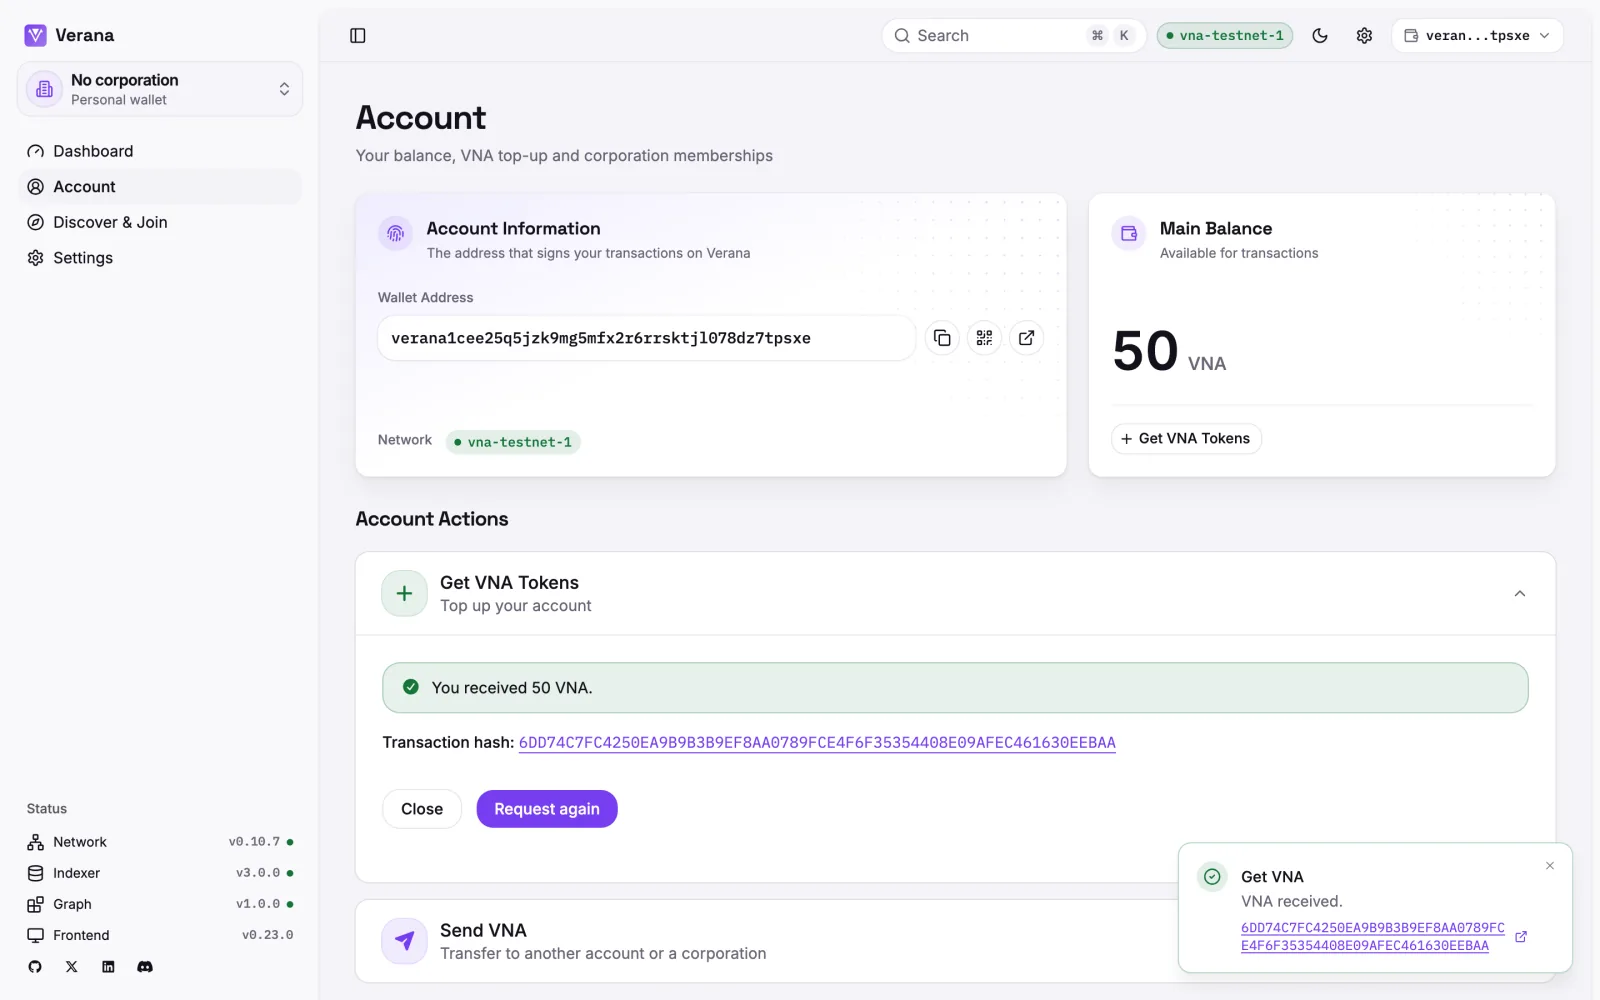 Verana
No corporation
Personal wallet
Dashboard
Account
Discover & Join
Settings
Status
Network v0.10.7
Indexer v3.0.0
Graph v1.0.0
Frontend v0.23.0
Search ⌘ K
vna-testnet-1
veran...tpsxe
Account
Your balance, VNA top-up and corporation memberships
Account Information
The address that signs your transactions on Verana
Wallet Address
verana1cee25q5jzk9mg5mfx2r6rrsktjl078dz7tpsxe
Network vna-testnet-1
Main Balance
Available for transactions
50 VNA
+ Get VNA Tokens
Account Actions
Get VNA Tokens
Top up your account
You received 50 VNA.
Transaction hash: 6DD74C7FC4250EA9B9B3B9EF8AA0789FCE4F6F35354408E09AFEC461630EEBAA
Close
Request again
Send VNA
Transfer to another account or a corporation
Get VNA
VNA received.
6DD74C7FC4250EA9B9B3B9EF8AA0789FC
E4F6F35354408E09AFEC461630EEBAA